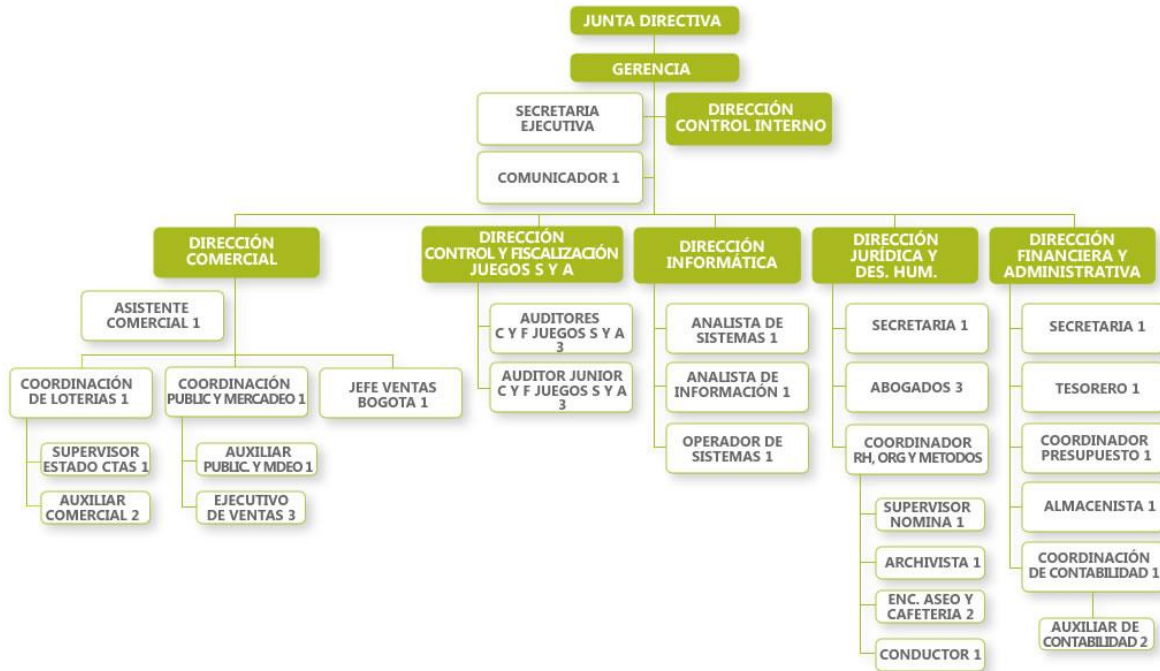 JUNTA DIRECTIVA
GERENCIA
SECRETARIA
EJECUTIVA
DIRECCIÓN
CONTROL INTERNO
COMUNICADOR 1
DIRECCIÓN
COMERCIAL
ASISTENTE
COMERCIAL 1
COORDINACIÓN
DE LOTERIAS 1
SUPERVISOR
ESTADO CTAS 1
AUXILIAR
COMERCIAL 2
COORDINACIÓN
PUBLIC Y MERCADEO 1
AUXILIAR
PUBLIC. Y MDEO 1
EJECUTIVO
DE VENTAS 3
JEFE VENTAS
BOGOTA 1
DIRECCIÓN
CONTROL Y FISCALIZACIÓN
JUEGOS S Y A
AUDITORES
C Y F JUEGOS S Y A
3
AUDITOR JUNIOR
C Y F JUEGOS S Y A
3
DIRECCIÓN
INFORMÁTICA
ANALISTA DE
SISTEMAS 1
ANALISTA DE
INFORMACIÓN 1
OPERADOR DE
SISTEMAS 1
DIRECCIÓN
JURÍDICA Y
DES. HUM.
SECRETARIA 1
ABOGADOS 3
COORDINADOR
RH, ORG Y METODOS
SUPERVISOR
NOMINA 1
ARCHIVISTA 1
ENC. ASEO Y
CAFETERIA 2
CONDUCTOR 1
DIRECCIÓN
FINANCIERA Y
ADMINISTRATIVA
SECRETARIA 1
TESORERO 1
COORDINADOR
PRESUPUESTO 1
ALMACENISTA 1
COORDINACIÓN
DE CONTABILIDAD 1
AUXILIAR DE
CONTABILIDAD 2